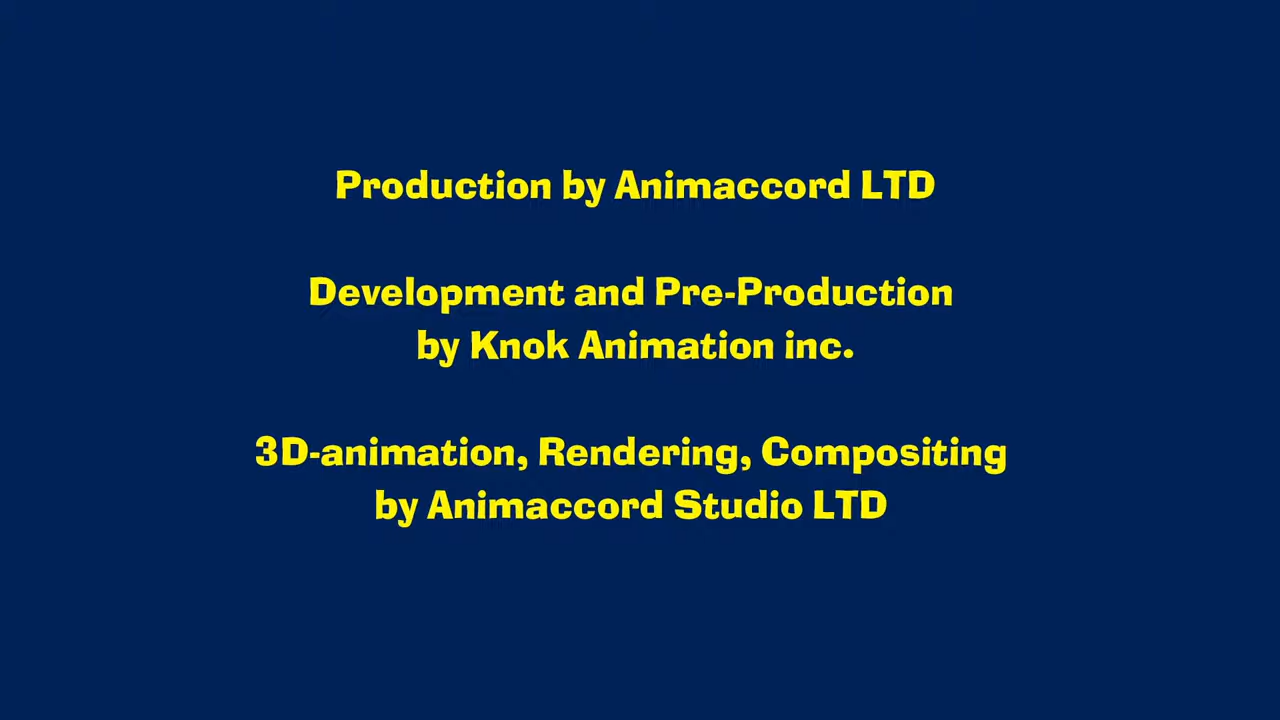 Production by Animaccord LTD
Development and Pre-Production
by Knok Animation inc.
3D-animation, Rendering, Compositing
by Animaccord Studio LTD